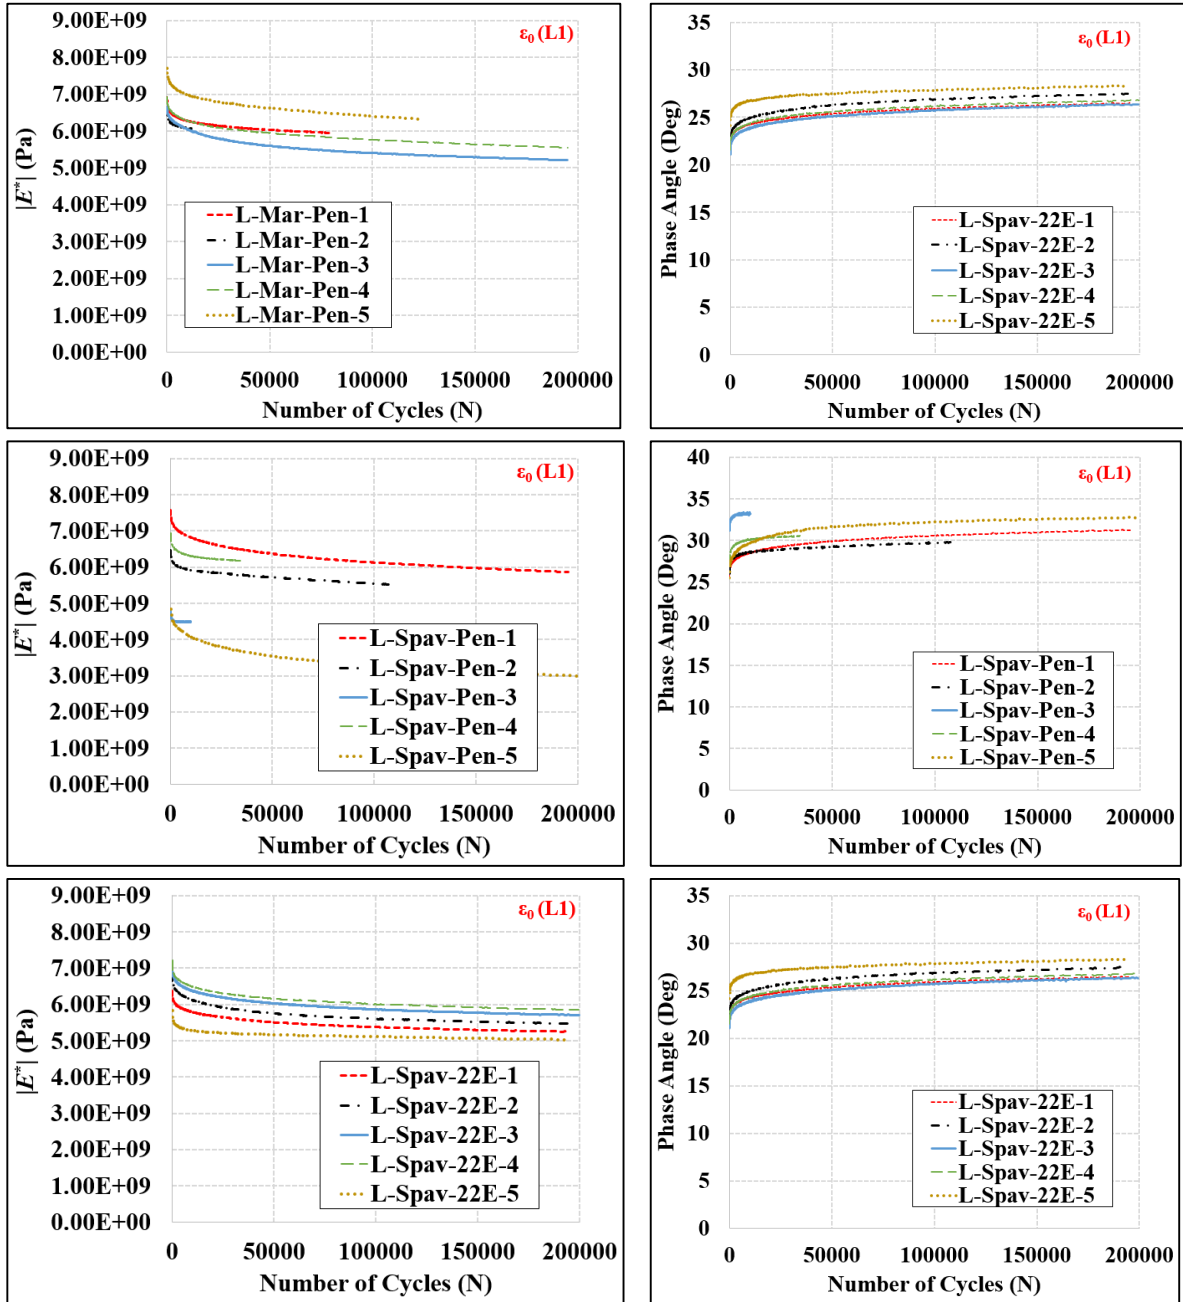 9.00E+09
8.00E+09
7.00E+09
6.00E+09
5.00E+09
4.00E+09
3.00E+09
2.00E+09
1.00E+09
0.00E+00
|E*| (Pa)
ε0 (L1)
L-Mar-Pen-1
L-Mar-Pen-2
L-Mar-Pen-3
L-Mar-Pen-4
L-Mar-Pen-5
0 50000 100000 150000 200000
Number of Cycles (N)
35
30
25
20
15
10
5
0
Phase Angle (Deg)
ε0 (L1)
L-Spav-22E-1
L-Spav-22E-2
L-Spav-22E-3
L-Spav-22E-4
L-Spav-22E-5
0 50000 100000 150000 200000
Number of Cycles (N)
9.00E+09
8.00E+09
7.00E+09
6.00E+09
5.00E+09
4.00E+09
3.00E+09
2.00E+09
1.00E+09
0.00E+00
|E*| (Pa)
ε0 (L1)
L-Spav-Pen-1
L-Spav-Pen-2
L-Spav-Pen-3
L-Spav-Pen-4
L-Spav-Pen-5
0 50000 100000 150000 200000
Number of Cycles (N)
40
35
30
25
20
15
10
5
0
Phase Angle (Deg)
ε0 (L1)
L-Spav-Pen-1
L-Spav-Pen-2
L-Spav-Pen-3
L-Spav-Pen-4
L-Spav-Pen-5
0 50000 100000 150000 200000
Number of Cycles (N)
9.00E+09
8.00E+09
7.00E+09
6.00E+09
5.00E+09
4.00E+09
3.00E+09
2.00E+09
1.00E+09
0.00E+00
|E*| (Pa)
ε0 (L1)
L-Spav-22E-1
L-Spav-22E-2
L-Spav-22E-3
L-Spav-22E-4
L-Spav-22E-5
0 50000 100000 150000 200000
Number of Cycles (N)
35
30
25
20
15
10
5
0
Phase Angle (Deg)
ε0 (L1)
L-Spav-22E-1
L-Spav-22E-2
L-Spav-22E-3
L-Spav-22E-4
L-Spav-22E-5
0 50000 100000 150000 200000
Number of Cycles (N)